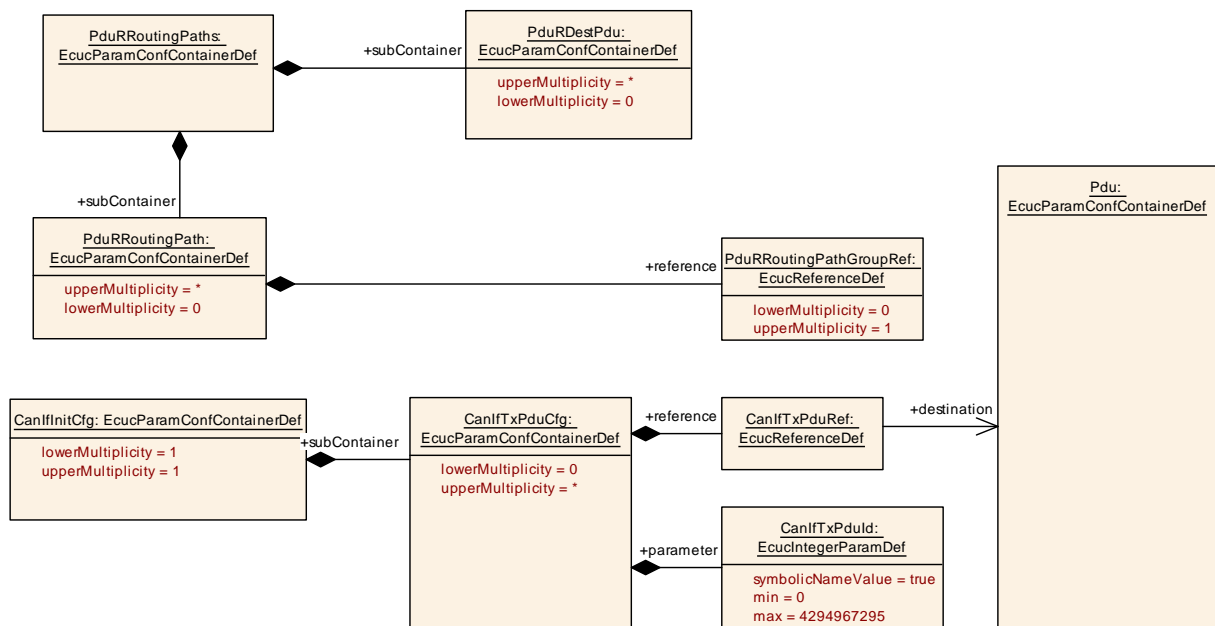 PduRRoutingPaths:
EcucParamConfContainerDef
+subContainer
PduRDestPdu:
EcucParamConfContainerDef
upperMultiplicity = *
lowerMultiplicity = 0
+subContainer
PduRRoutingPath:
EcucParamConfContainerDef
upperMultiplicity = *
lowerMultiplicity = 0
+reference
PduRRoutingPathGroupRef:
EcucReferenceDef
lowerMultiplicity = 0
upperMultiplicity = 1
Pdu:
EcucParamConfContainerDef
CanIfInitCfg: EcucParamConfContainerDef
lowerMultiplicity = 1
upperMultiplicity = 1
+subContainer
CanIfTxPduCfg:
EcucParamConfContainerDef
lowerMultiplicity = 0
upperMultiplicity = *
+reference
CanIfTxPduRef:
EcucReferenceDef
+destination
+parameter
CanIfTxPduId:
EcucIntegerParamDef
symbolicNameValue = true
min = 0
max = 4294967295